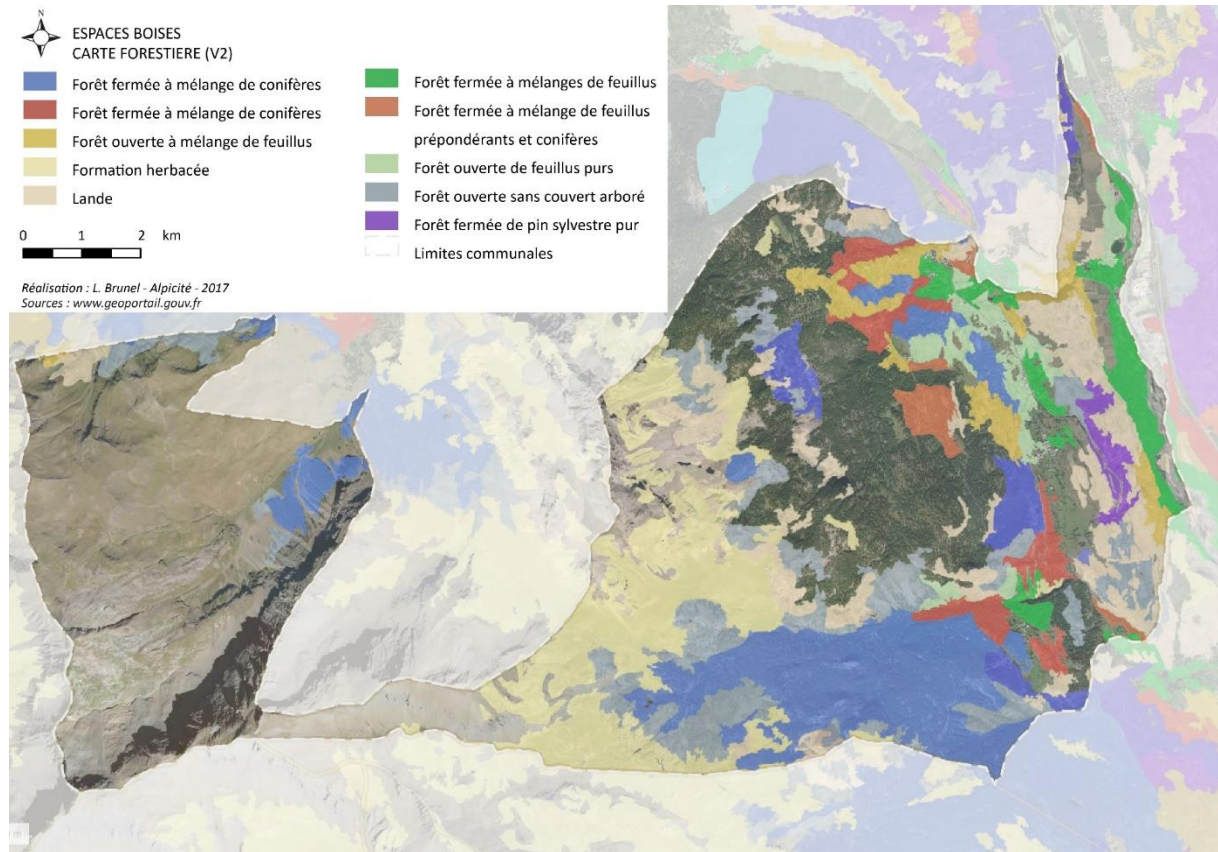 ESPACES BOISES
CARTE FORESTIERE (V2)
Forêt fermée à mélange de conifères
Forêt fermée à mélange de conifères
Forêt ouverte à mélange de feuillus
Formation herbacée
Lande
0 1 2 km
Réalisation : L. Brunel - Alpicité - 2017
Sources : www.geoportail.gouv.fr
Forêt fermée à mélanges de feuillus
Forêt fermée à mélange de feuillus
prépondérants et conifères
Forêt ouverte de feuillus purs
Forêt ouverte sans couvert arboré
Forêt fermée de pin sylvestre pur
Limites communales